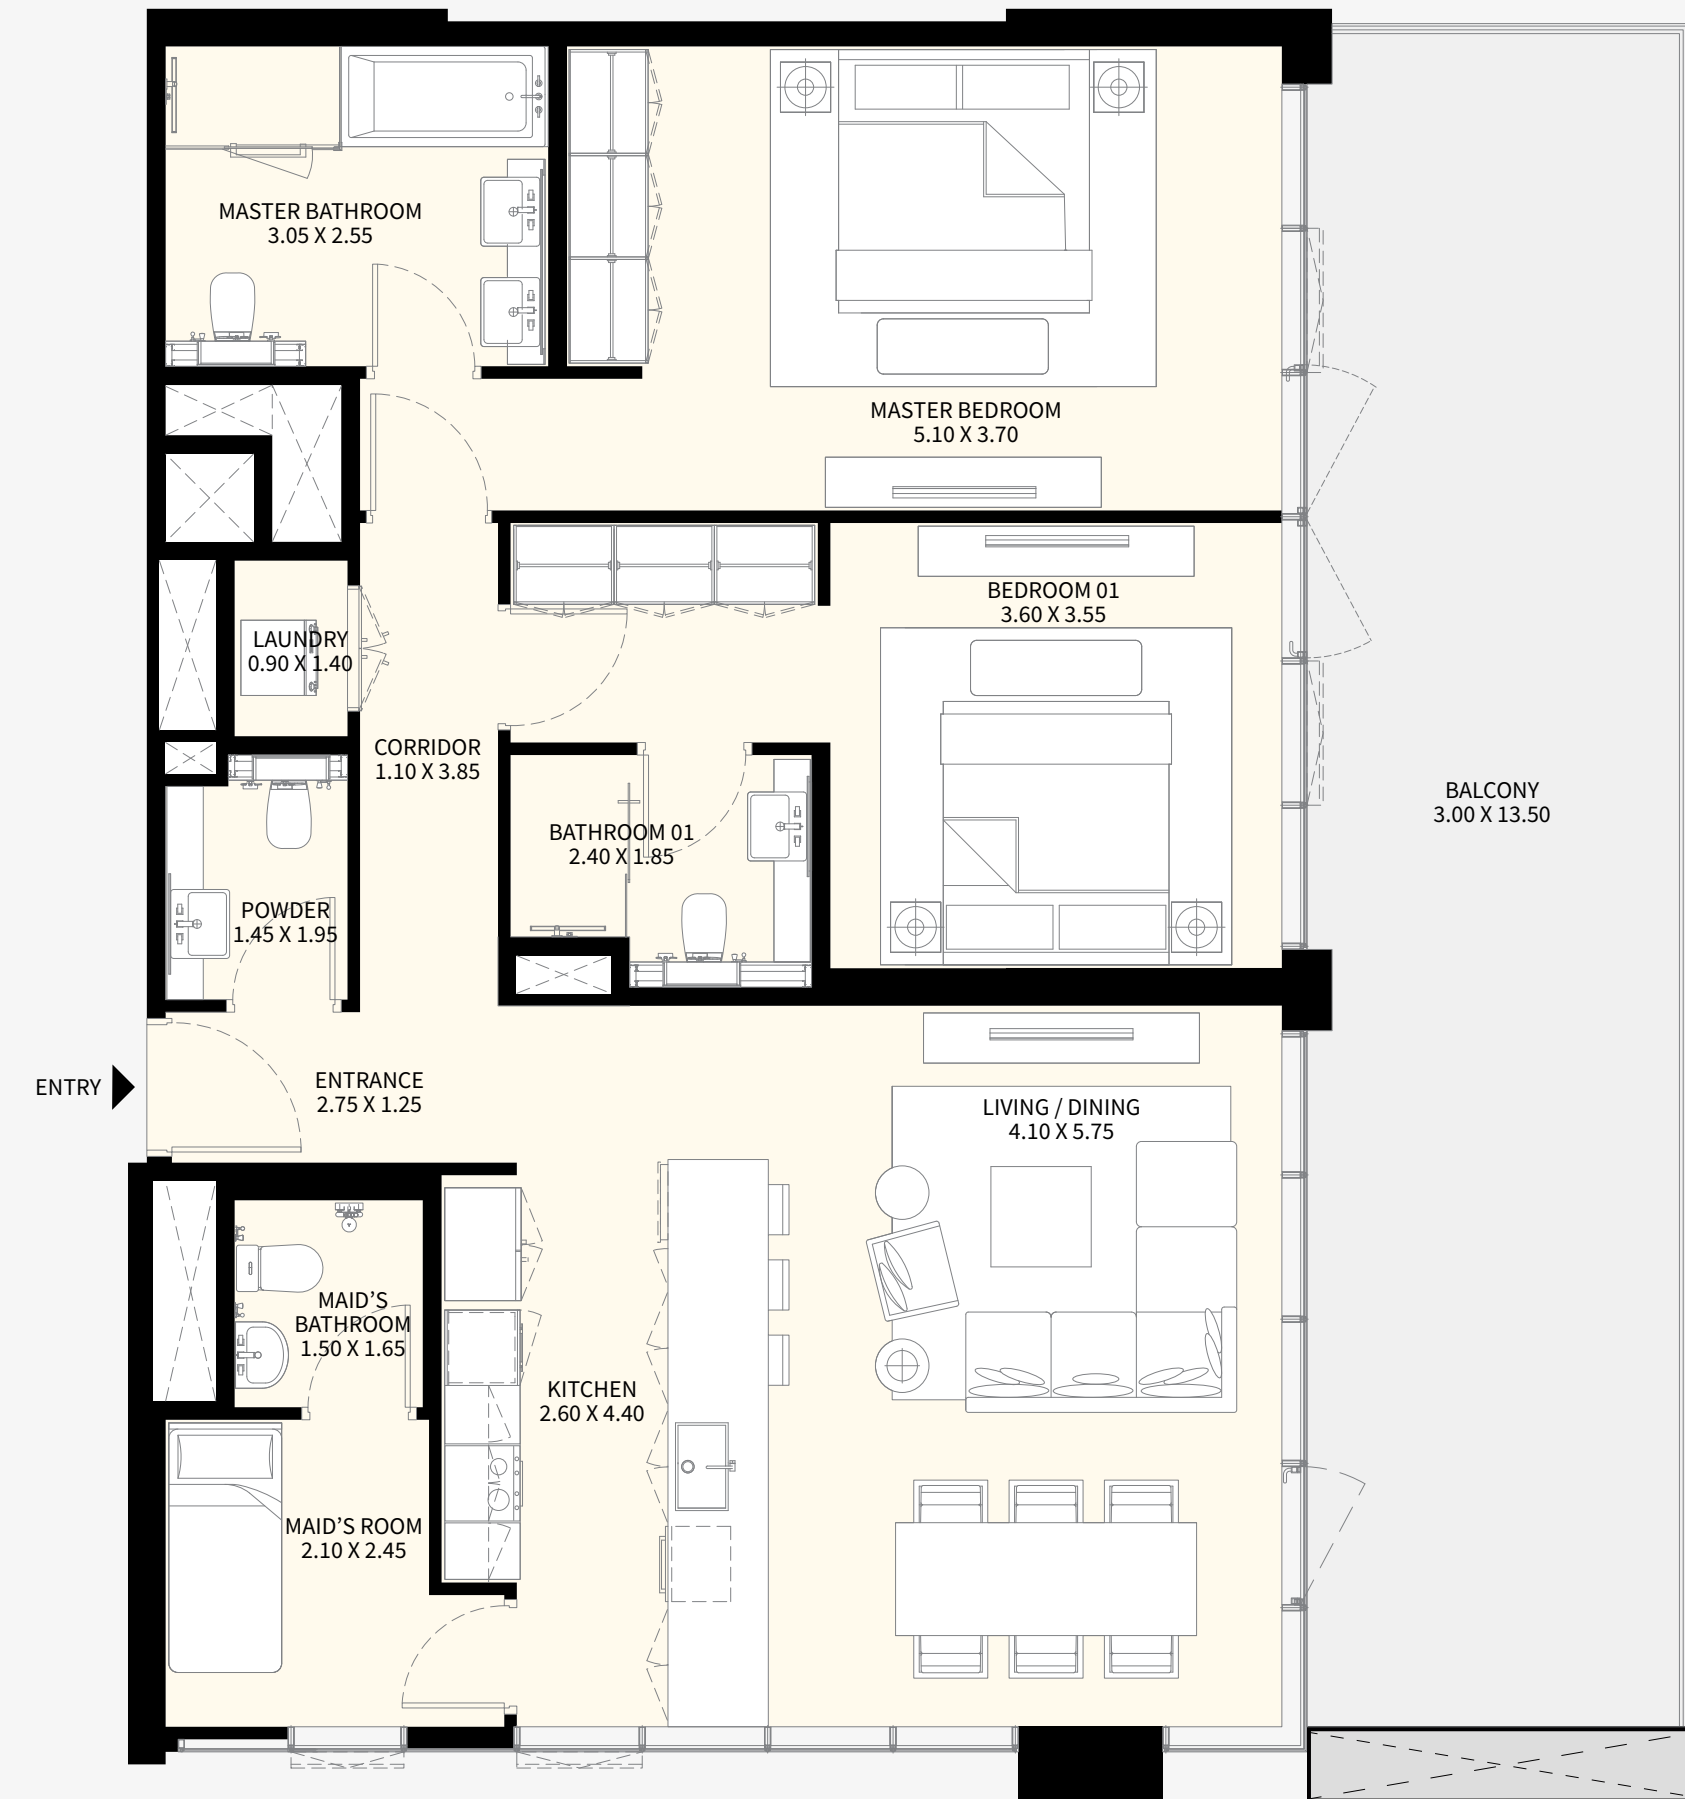 MASTER BATHROOM
3.05 X 2.55
MASTER BEDROOM
5.10 X 3.70
BEDROOM 01
3.60 X 3.55
LAUNDRY
0.90 X 1.40
CORRIDOR
1.10 X 3.85
BALCONY
3.00 X 13.50
BATHROOM 01
2.40 X 1.85
POWDER
1.45 X 1.95
ENTRY
ENTRANCE
2.75 X 1.25
LIVING / DINING
4.10 X 5.75
MAID’S
BATHROOM
1.50 X 1.65
KITCHEN
2.60 X 4.40
MAID’S ROOM
2.10 X 2.45